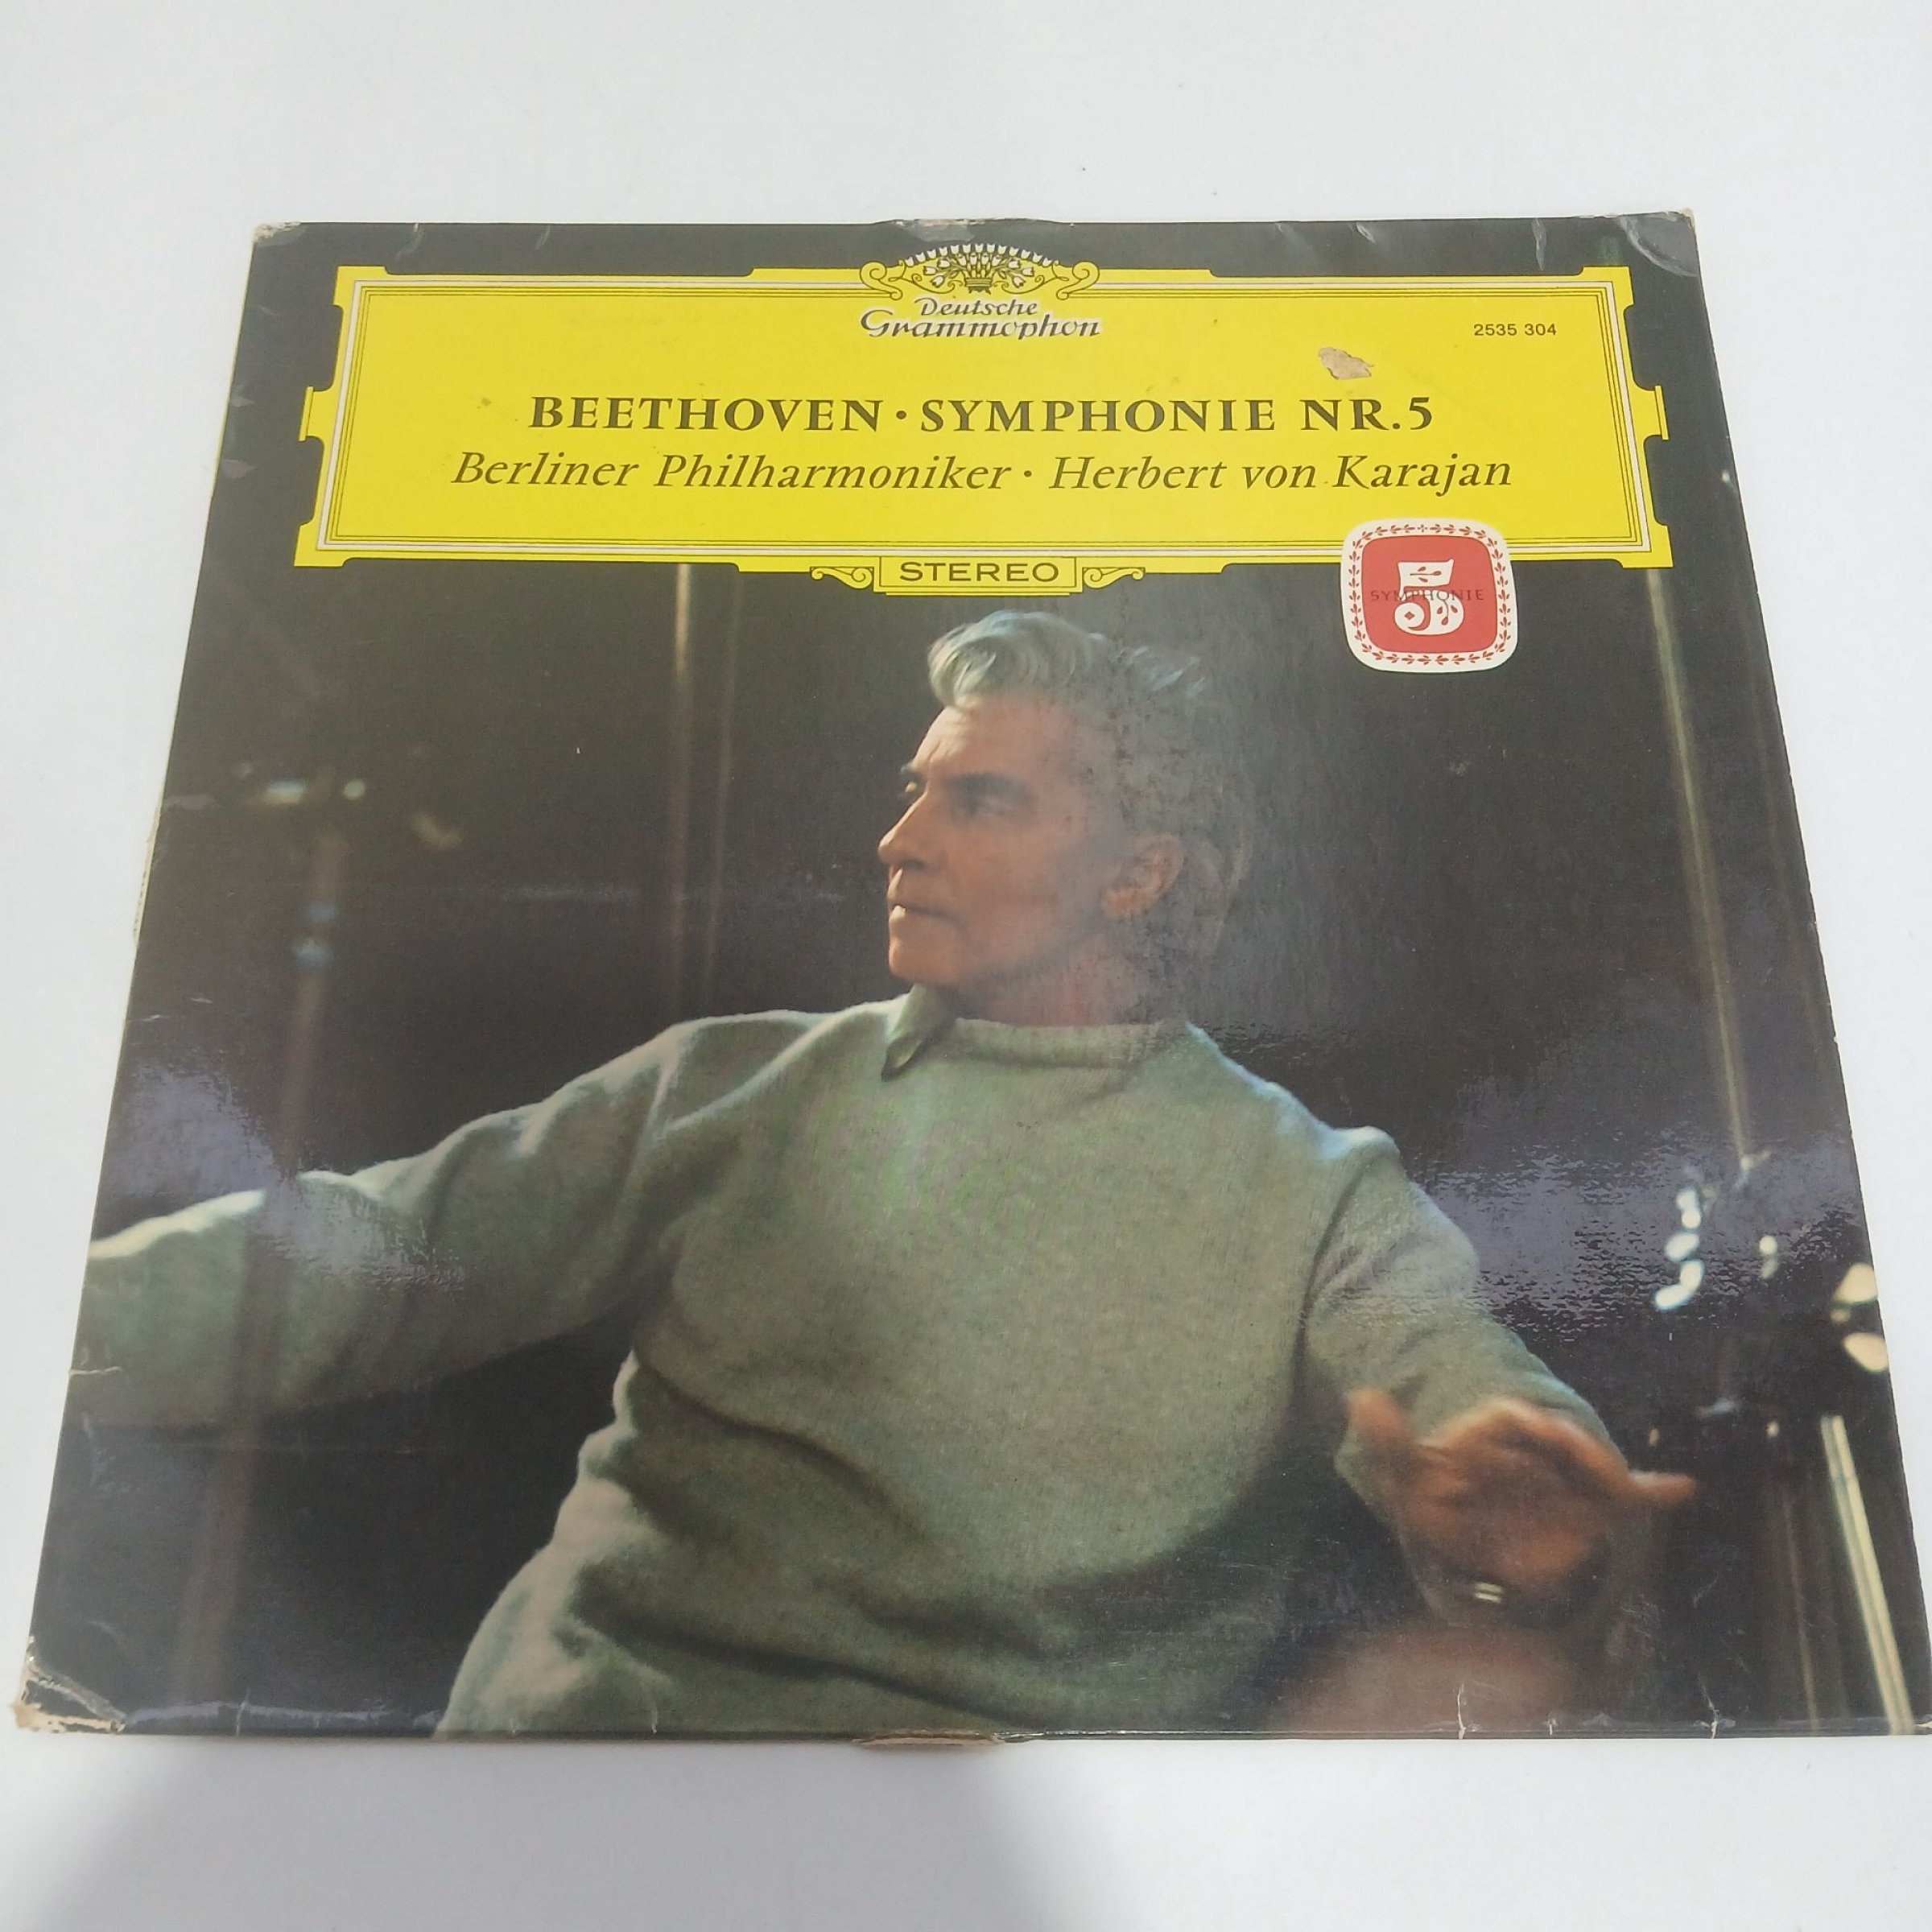 Deutsche
Grammophon
2535 304
BEETHOVEN · SYMPHONIE NR.5
Berliner Philharmoniker · Herbert von Karajan
STEREO
5
SYMPHONIE